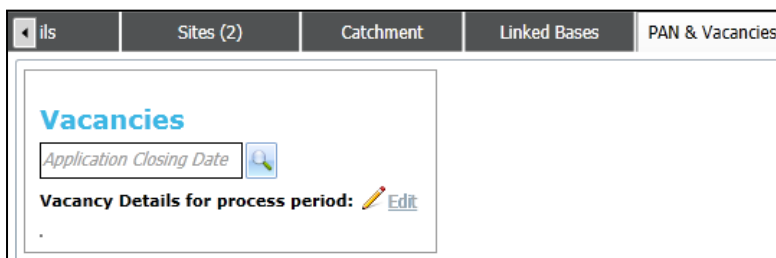 ils Sites (2) Catchment Linked Bases PAN & Vacancies
Vacancies
Application Closing Date
Vacancy Details for process period: Edit
.